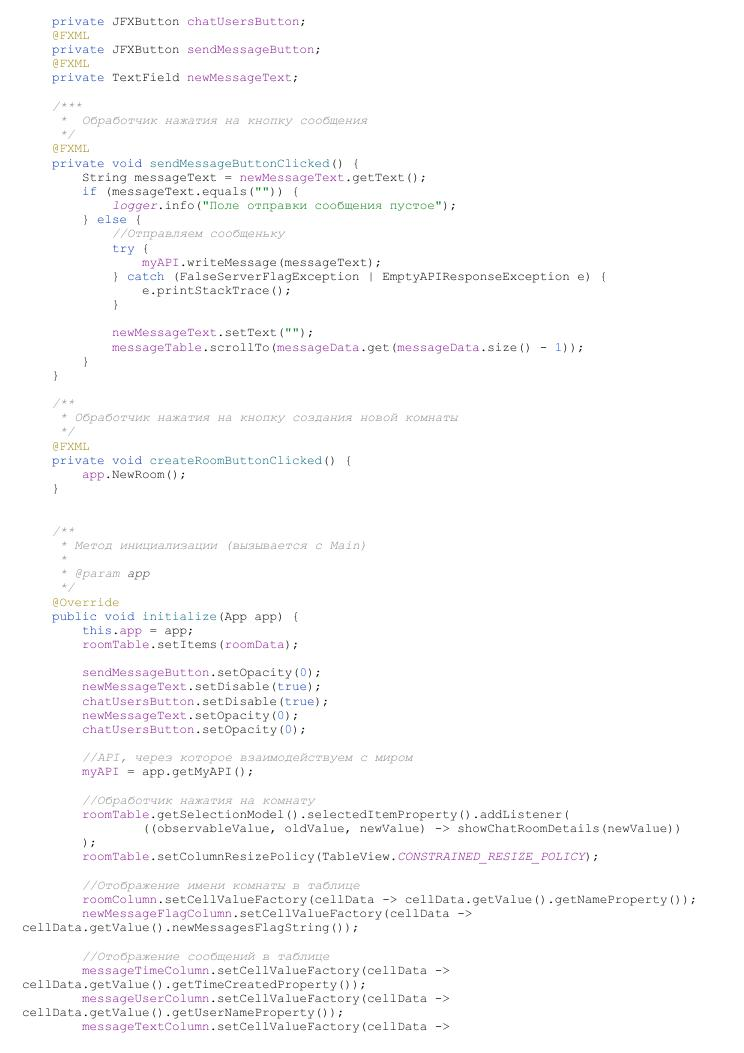 private JFXButton chatUsersButton;
@FXML
private JFXButton sendMessageButton;
@FXML
private TextField newMessageText;
/***
 *  Обработчик нажатия на кнопку сообщения
 */
@FXML
private void sendMessageButtonClicked() {
String messageText = newMessageText.getText();
if (messageText.equals("")) {
logger.info("Поле отправки сообщения пустое");
} else {
//Отправляем сообщеньку
try {
myAPI.writeMessage(messageText);
} catch (FalseServerFlagException | EmptyAPIResponseException e) {
e.printStackTrace();
}
newMessageText.setText("");
messageTable.scrollTo(messageData.get(messageData.size() - 1));
}
}
/**
 * Обработчик нажатия на кнопку создания новой комнаты
 */
@FXML
private void createRoomButtonClicked() {
app.NewRoom();
}
/**
 * Метод инициализации (вызывается с Main)
 *
 * @param app
 */
@Override
public void initialize(App app) {
this.app = app;
roomTable.setItems(roomData);
sendMessageButton.setOpacity(0);
newMessageText.setDisable(true);
chatUsersButton.setDisable(true);
newMessageText.setOpacity(0);
chatUsersButton.setOpacity(0);
//API, через которое взаимодействуем с миром
myAPI = app.getMyAPI();
//Обработчик нажатия на комнату
roomTable.getSelectionModel().selectedItemProperty().addListener(
((observableValue, oldValue, newValue) -> showChatRoomDetails(newValue))
);
roomTable.setColumnResizePolicy(TableView.CONSTRAINED_RESIZE_POLICY);
//Отображение имени комнаты в таблице
roomColumn.setCellValueFactory(cellData -> cellData.getValue().getNameProperty());
newMessageFlagColumn.setCellValueFactory(cellData ->
cellData.getValue().newMessagesFlagString());
//Отображение сообщений в таблице
messageTimeColumn.setCellValueFactory(cellData ->
cellData.getValue().getTimeCreatedProperty());
messageUserColumn.setCellValueFactory(cellData ->
cellData.getValue().getUserNameProperty());
messageTextColumn.setCellValueFactory(cellData ->